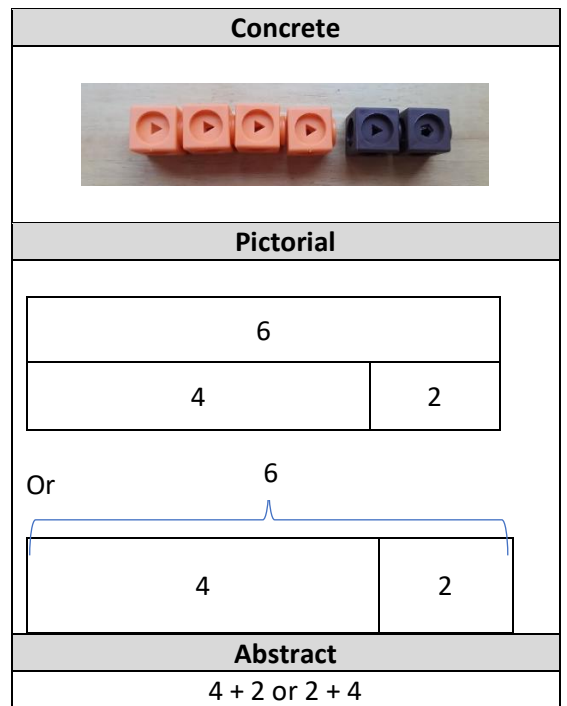 Concrete
Pictorial
6
4 2
Or 6
4 2
Abstract
4 + 2 or 2 + 4